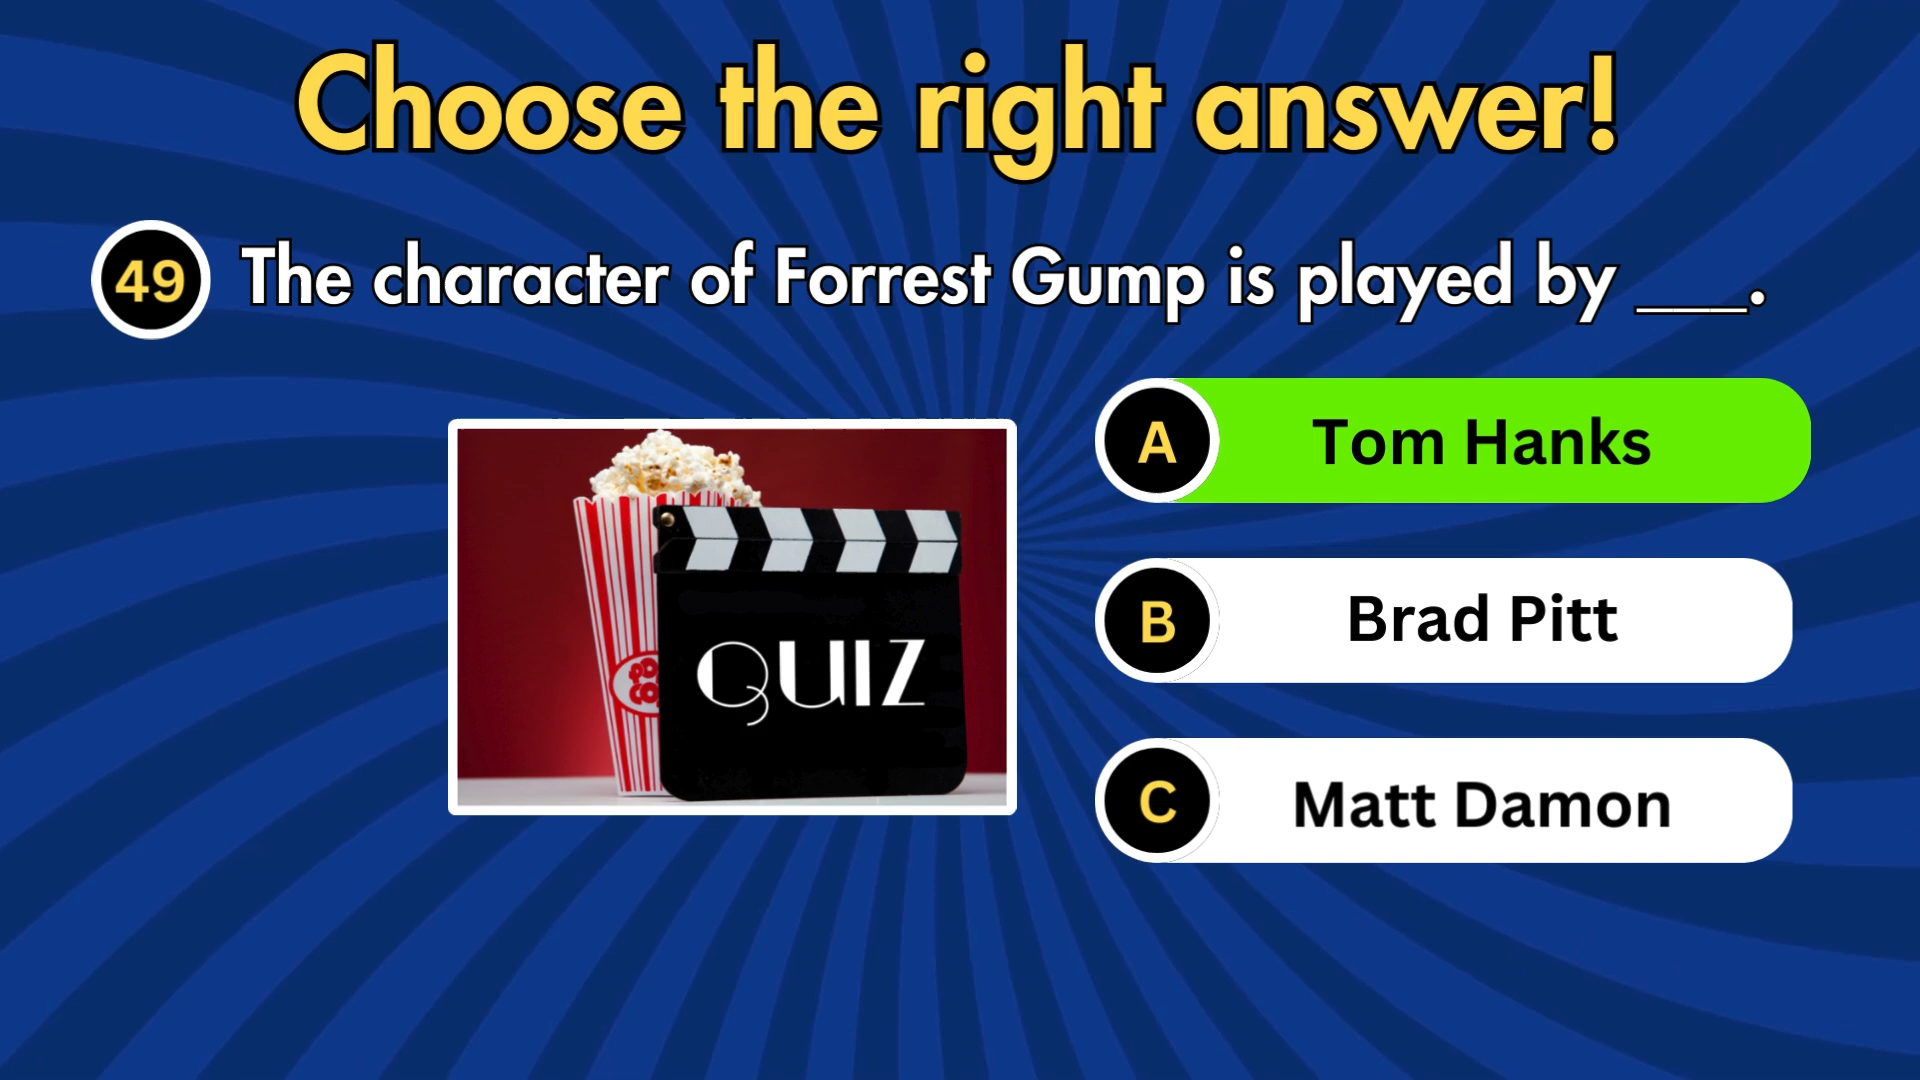 Choose the right answer!
49 The character of Forrest Gump is played by ___.
A Tom Hanks
B Brad Pitt
QUIZ
C Matt Damon